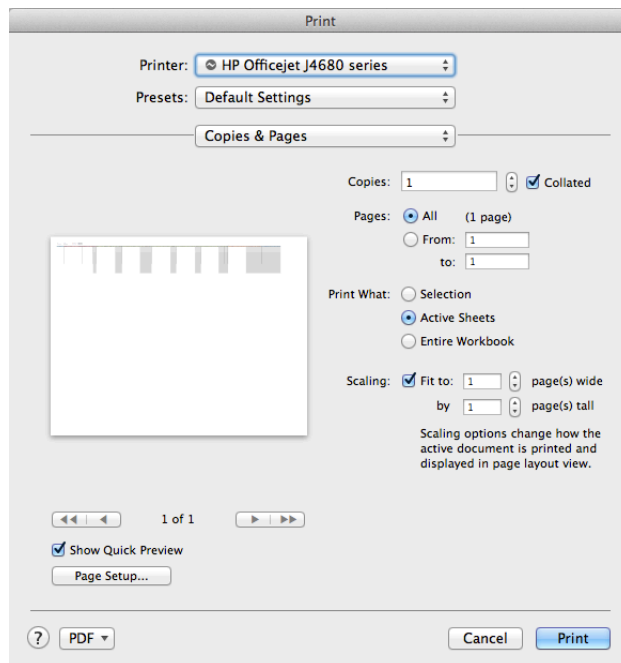 Print
Printer: HP Officejet J4680 series
Presets: Default Settings
Copies & Pages
Copies: 1 Collated
Pages: All (1 page)
From: 1
to: 1
Print What: Selection
Active Sheets
Entire Workbook
Scaling: Fit to: 1 page(s) wide
by 1 page(s) tall
Scaling options change how the
active document is printed and
displayed in page layout view.
1 of 1
Show Quick Preview
Page Setup...
? PDF Cancel Print